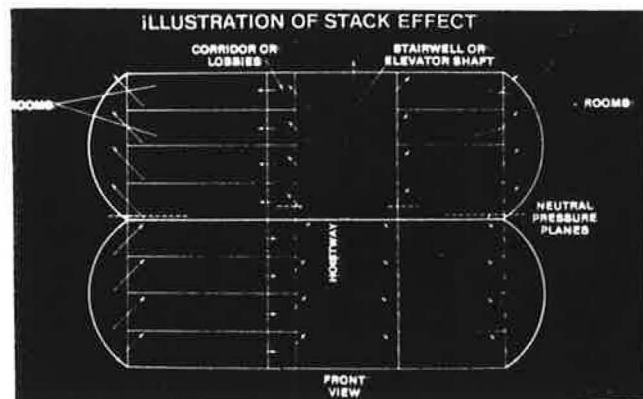 iLLUSTRATION OF STACK EFFECT
CORRIDOR OR
LOBBIES
STAIRWELL OR
ELEVATOR SHAFT
ROOMS
ROOMS
NEUTRAL
PRESSURE
PLANES
HOISTWAY
FRONT
VIEW